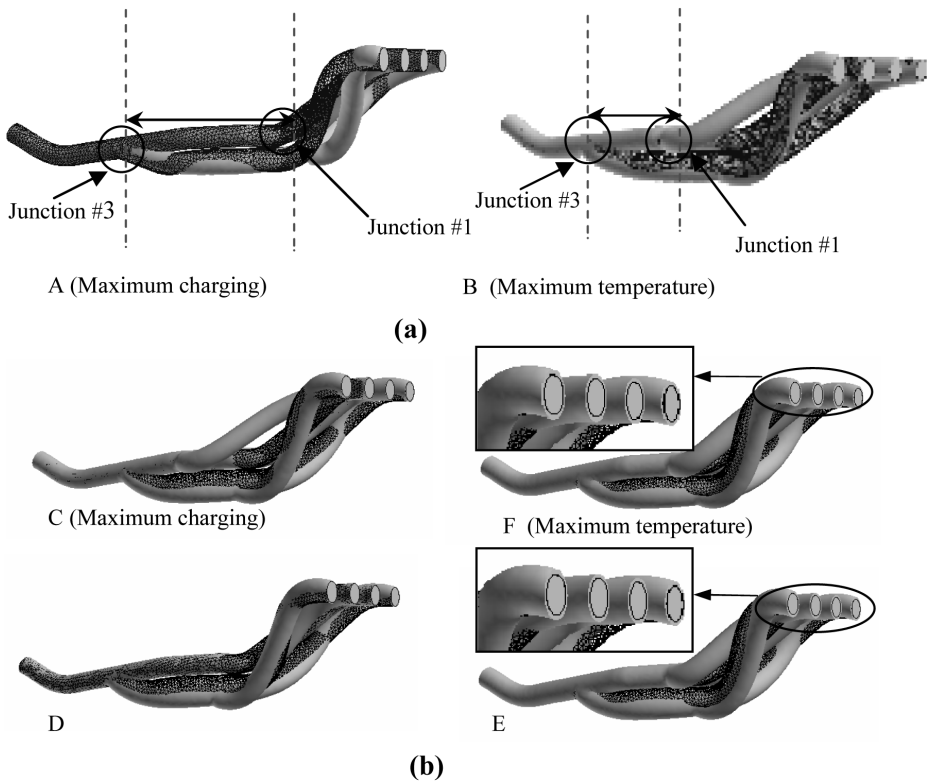 Junction #3
Junction #1
Junction #3
Junction #1
A (Maximum charging)
B (Maximum temperature)
(a)
C (Maximum charging)
F (Maximum temperature)
D
E
(b)